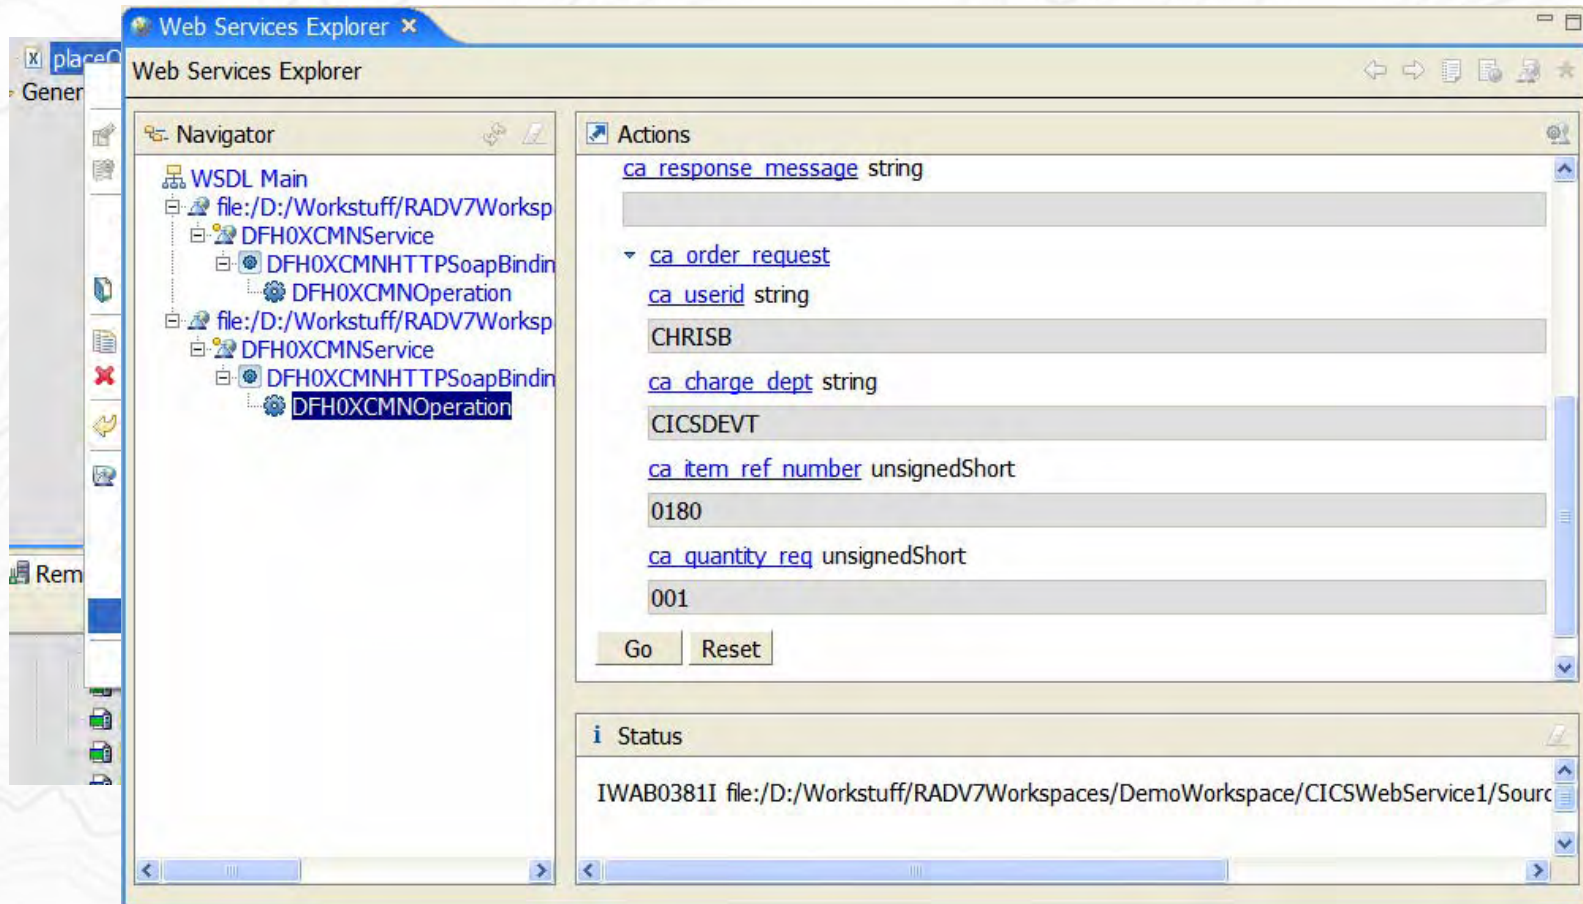 Web Services Explorer
placeO
Gener
Web Services Explorer
Navigator
WSDL Main
file:/D:/Workstuff/RADV7Worksp
DFH0XCMNService
DFH0XCMNHTTPSoapBindin
DFH0XCMNOperation
file:/D:/Workstuff/RADV7Worksp
DFH0XCMNService
DFH0XCMNHTTPSoapBindin
DFH0XCMNOperation
Rem
Actions
ca_response_message string
ca_order_request
ca_userid string
CHRISB
ca_charge_dept string
CICSDEVT
ca_item_ref_number unsignedShort
0180
ca_quantity_req unsignedShort
001
Go Reset
Status
IWAB0381I file:/D:/Workstuff/RADV7Workspaces/DemoWorkspace/CICSWebService1/Sourc